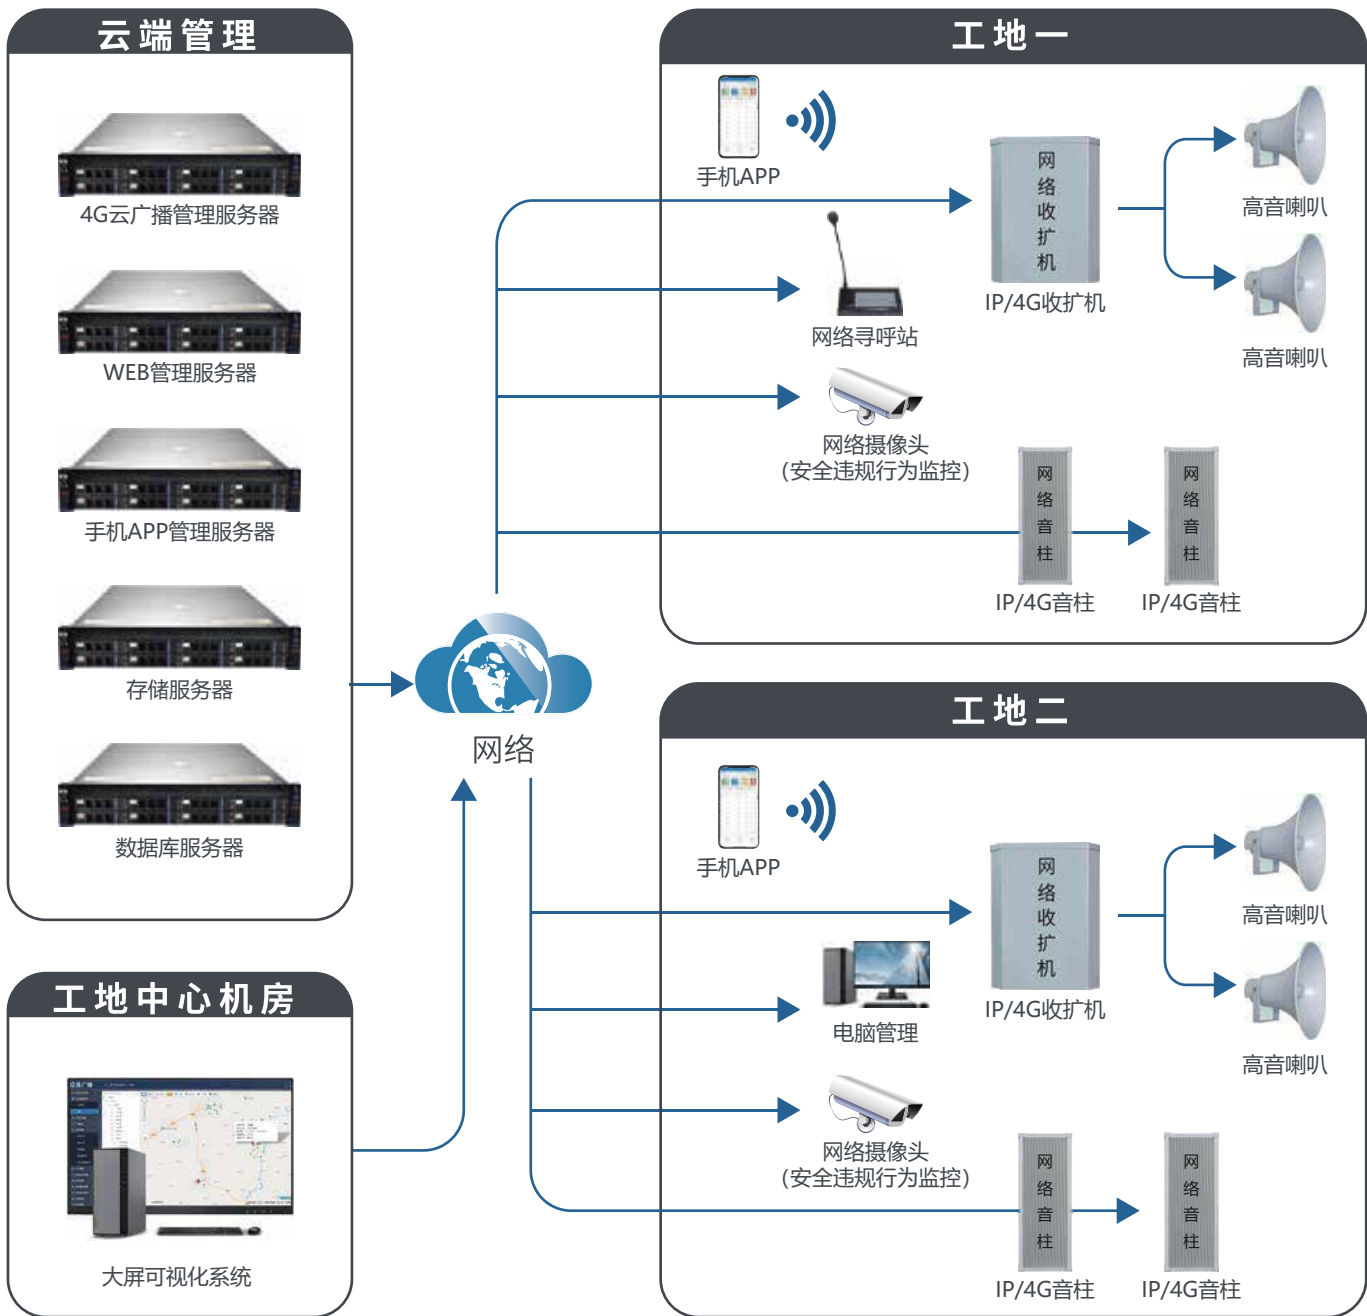 云端管理
4G云广播管理服务器
WEB管理服务器
手机APP管理服务器
存储服务器
数据库服务器
工地中心机房
大屏可视化系统
网络
工地一
手机APP
网络收扩机
IP/4G收扩机
高音喇叭
高音喇叭
网络寻呼站
网络摄像头
（安全违规行为监控）
网络音柱
IP/4G音柱
网络音柱
IP/4G音柱
工地二
手机APP
网络收扩机
IP/4G收扩机
高音喇叭
高音喇叭
电脑管理
网络摄像头
（安全违规行为监控）
网络音柱
IP/4G音柱
网络音柱
IP/4G音柱